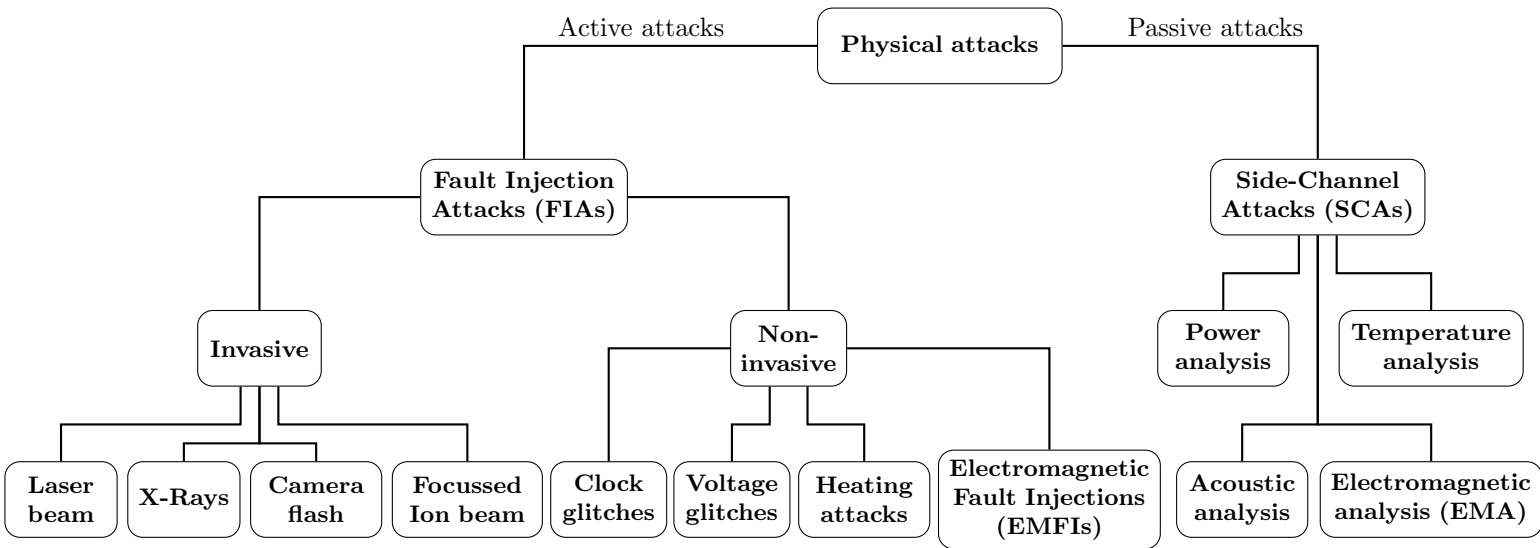 Active attacks
Physical attacks
Passive attacks
Fault Injection
Attacks (FIAs)
Side-Channel
Attacks (SCAs)
Invasive
Non-
invasive
Power
analysis
Temperature
analysis
Laser
beam
X-Rays
Camera
flash
Focussed
Ion beam
Clock
glitches
Voltage
glitches
Heating
attacks
Electromagnetic
Fault Injections
(EMFIs)
Acoustic
analysis
Electromagnetic
analysis (EMA)